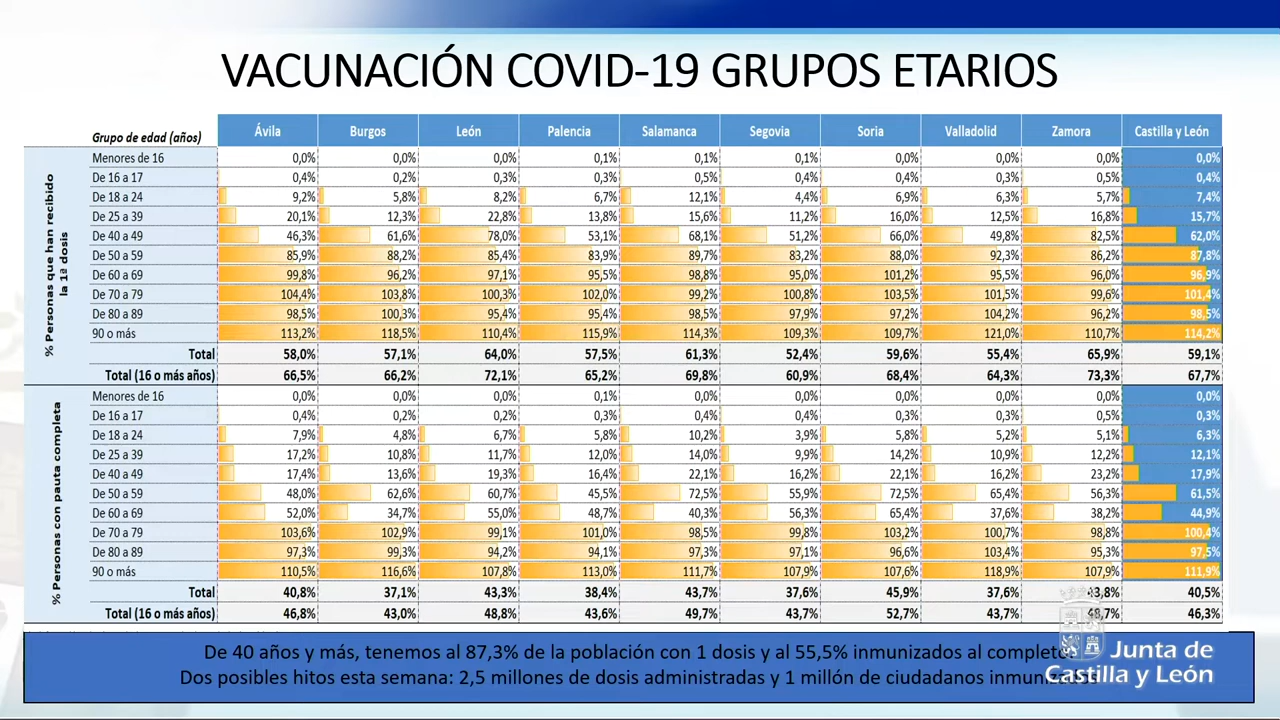 VACUNACIÓN COVID-19 GRUPOS ETARIOS
Grupo de edad (años) Ávila Burgos León Palencia Salamanca Segovia Soria Valladolid Zamora Castilla y León
% Personas que han recibido
la 1ª dosis
Menores de 16 0,0% 0,0% 0,0% 0,1% 0,1% 0,1% 0,0% 0,0% 0,0% 0,0%
De 16 a 17 0,4% 0,2% 0,3% 0,3% 0,5% 0,4% 0,4% 0,3% 0,5% 0,4%
De 18 a 24 9,2% 5,8% 8,2% 6,7% 12,1% 4,4% 6,9% 6,3% 5,7% 7,4%
De 25 a 39 20,1% 12,3% 22,8% 13,8% 15,6% 11,2% 16,0% 12,5% 16,8% 15,7%
De 40 a 49 46,3% 61,6% 78,0% 53,1% 68,1% 51,2% 66,0% 49,8% 82,5% 62,0%
De 50 a 59 85,9% 88,2% 85,4% 83,9% 89,7% 83,2% 88,0% 92,3% 86,2% 87,8%
De 60 a 69 99,8% 96,2% 97,1% 95,5% 98,8% 95,0% 101,2% 95,5% 96,0% 96,9%
De 70 a 79 104,4% 103,8% 100,3% 102,0% 99,2% 100,8% 103,5% 101,5% 99,6% 101,4%
De 80 a 89 98,5% 100,3% 95,4% 95,4% 98,5% 97,9% 97,2% 104,2% 96,2% 98,5%
90 o más 113,2% 118,5% 110,4% 115,9% 114,3% 109,3% 109,7% 121,0% 110,7% 114,2%
Total 58,0% 57,1% 64,0% 57,5% 61,3% 52,4% 59,6% 55,4% 65,9% 59,1%
Total (16 o más años) 66,5% 66,2% 72,1% 65,2% 69,8% 60,9% 68,4% 64,3% 73,3% 67,7%
% Personas con pauta completa
Menores de 16 0,0% 0,0% 0,0% 0,1% 0,0% 0,0% 0,0% 0,0% 0,0% 0,0%
De 16 a 17 0,4% 0,2% 0,2% 0,3% 0,4% 0,4% 0,3% 0,3% 0,5% 0,3%
De 18 a 24 7,9% 4,8% 6,7% 5,8% 10,2% 3,9% 5,8% 5,2% 5,1% 6,3%
De 25 a 39 17,2% 10,8% 11,7% 12,0% 14,0% 9,9% 14,2% 10,9% 12,2% 12,1%
De 40 a 49 17,4% 13,6% 19,3% 16,4% 22,1% 16,2% 22,1% 16,2% 23,2% 17,9%
De 50 a 59 48,0% 62,6% 60,7% 45,5% 72,5% 55,9% 72,5% 65,4% 56,3% 61,5%
De 60 a 69 52,0% 34,7% 55,0% 48,7% 40,3% 56,3% 65,4% 37,6% 38,2% 44,9%
De 70 a 79 103,6% 102,9% 99,1% 101,0% 98,5% 99,8% 103,2% 100,7% 98,8% 100,4%
De 80 a 89 97,3% 99,3% 94,2% 94,1% 97,3% 97,1% 96,6% 103,4% 95,3% 97,5%
90 o más 110,5% 116,6% 107,8% 113,0% 111,7% 107,9% 107,6% 118,9% 107,9% 111,9%
Total 40,8% 37,1% 43,3% 38,4% 43,7% 37,6% 45,9% 37,6% 43,8% 40,5%
Total (16 o más años) 46,8% 43,0% 48,8% 43,6% 49,7% 43,7% 52,7% 43,7% 48,7% 46,3%
De 40 años y más, tenemos al 87,3% de la población con 1 dosis y al 55,5% inmunizados al completo
Dos posibles hitos esta semana: 2,5 millones de dosis administradas y 1 millón de ciudadanos inmunizados
Junta de
Castilla y León